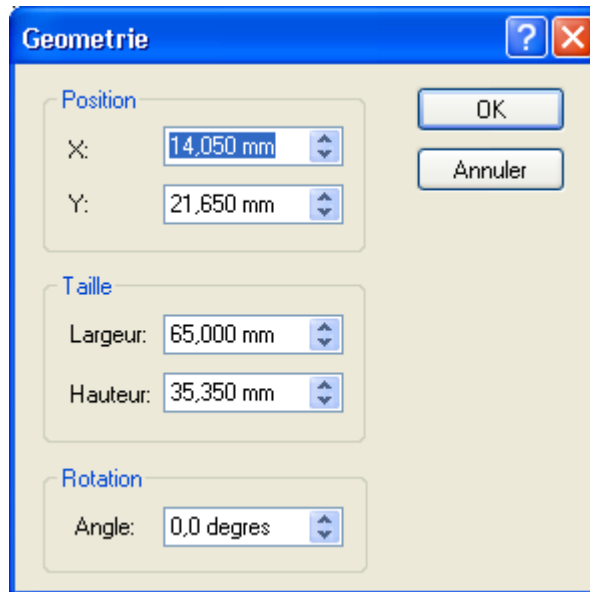 Geometrie
Position
OK
X: 14,050 mm
Annuler
Y: 21,650 mm
Taille
Largeur: 65,000 mm
Hauteur: 35,350 mm
Rotation
Angle: 0,0 degres